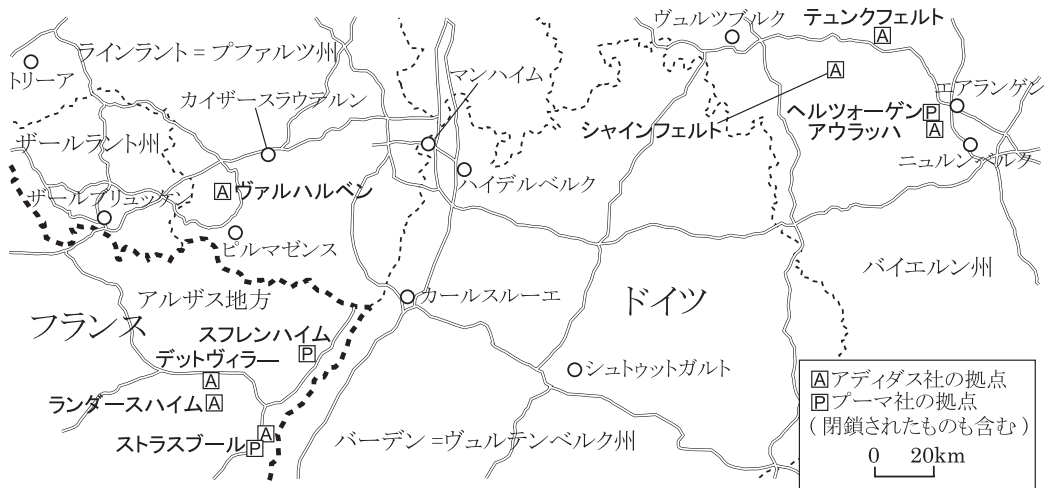 ヴュルツブルク
テュンクフェルト
A
ラインラント=プファルツ州
トリーア
マンハイム
A
エアランゲン
カイザースラウテルン
シャインフェルト
ヘルツォーゲン
アウラッハ
P
A
ザールラント州
ニュルンベルク
A ヴァルハルベン
ハイデルベルク
ザールブリュッケン
ピルマゼンス
バイエルン州
アルザス地方
カールスルーエ
ドイツ
フランス
スフレンハイム
P
デットヴィラー
A
シュトゥットガルト
ランダースハイム A
A アディダス社の拠点
P プーマ社の拠点
(閉鎖されたものも含む)
0 20km
ストラスブール
A
P
バーデン=ヴュルテンベルク州